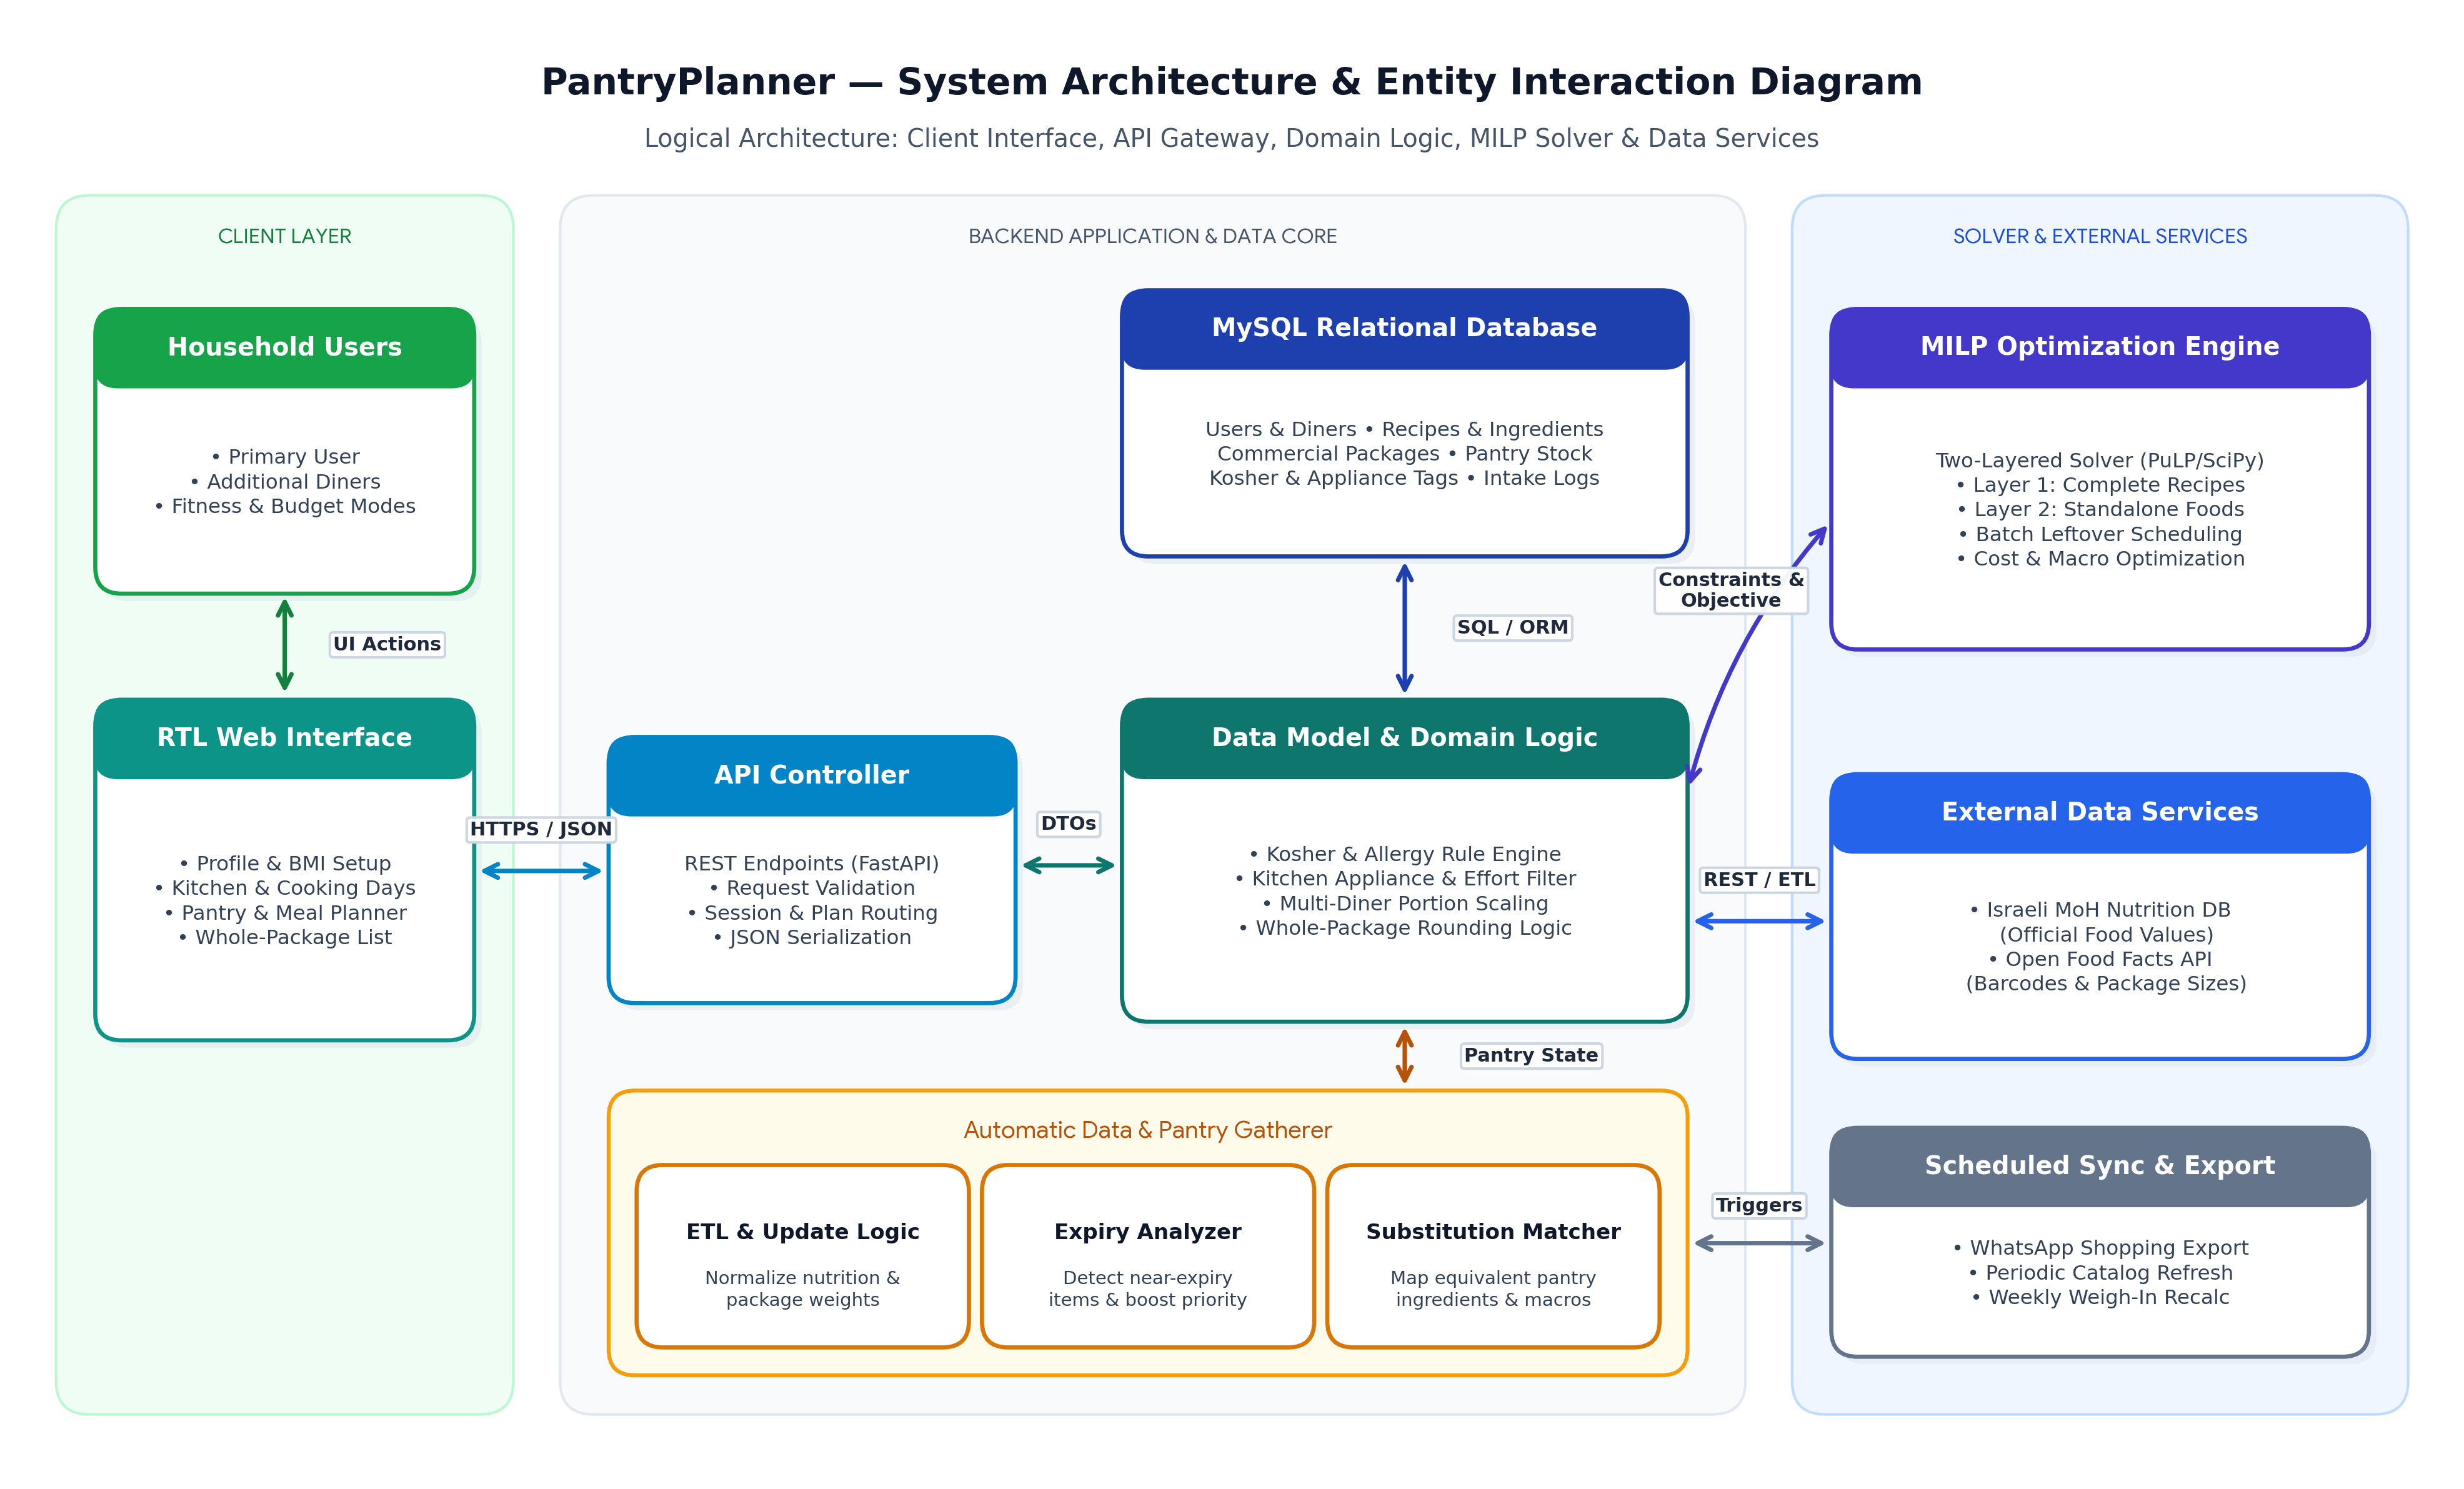 PantryPlanner — System Architecture & Entity Interaction Diagram
Logical Architecture: Client Interface, API Gateway, Domain Logic, MILP Solver & Data Services
CLIENT LAYER
Household Users
• Primary User
• Additional Diners
• Fitness & Budget Modes
UI Actions
RTL Web Interface
• Profile & BMI Setup
• Kitchen & Cooking Days
• Pantry & Meal Planner
• Whole-Package List
HTTPS / JSON
BACKEND APPLICATION & DATA CORE
MySQL Relational Database
Users & Diners • Recipes & Ingredients
Commercial Packages • Pantry Stock
Kosher & Appliance Tags • Intake Logs
SQL / ORM
API Controller
REST Endpoints (FastAPI)
• Request Validation
• Session & Plan Routing
• JSON Serialization
DTOs
Data Model & Domain Logic
• Kosher & Allergy Rule Engine
• Kitchen Appliance & Effort Filter
• Multi-Diner Portion Scaling
• Whole-Package Rounding Logic
Pantry State
Automatic Data & Pantry Gatherer
ETL & Update Logic
Normalize nutrition &
package weights
Expiry Analyzer
Detect near-expiry
items & boost priority
Substitution Matcher
Map equivalent pantry
ingredients & macros
Constraints &
Objective
REST / ETL
Triggers
SOLVER & EXTERNAL SERVICES
MILP Optimization Engine
Two-Layered Solver (PuLP/SciPy)
• Layer 1: Complete Recipes
• Layer 2: Standalone Foods
• Batch Leftover Scheduling
• Cost & Macro Optimization
External Data Services
• Israeli MoH Nutrition DB
(Official Food Values)
• Open Food Facts API
(Barcodes & Package Sizes)
Scheduled Sync & Export
• WhatsApp Shopping Export
• Periodic Catalog Refresh
• Weekly Weigh-In Recalc